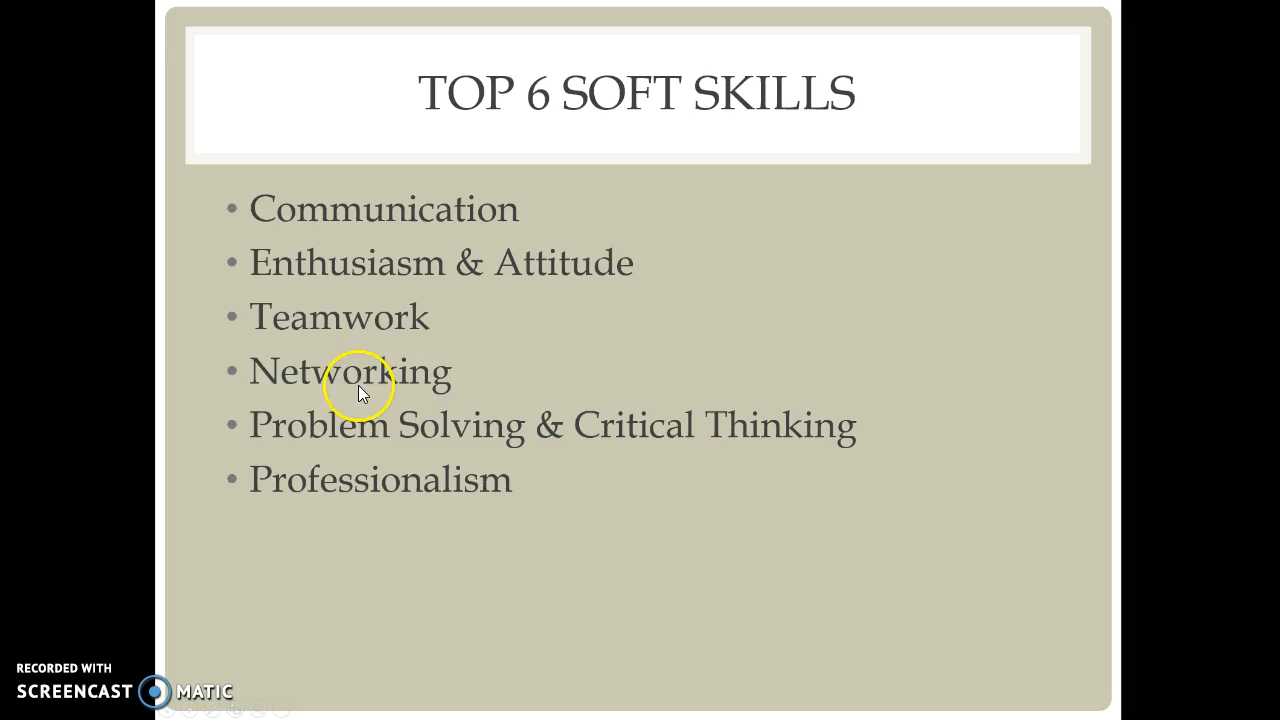 TOP 6 SOFT SKILLS
• Communication
• Enthusiasm & Attitude
• Teamwork
• Networking
• Problem Solving & Critical Thinking
• Professionalism
RECORDED WITH
SCREENCAST MATIC